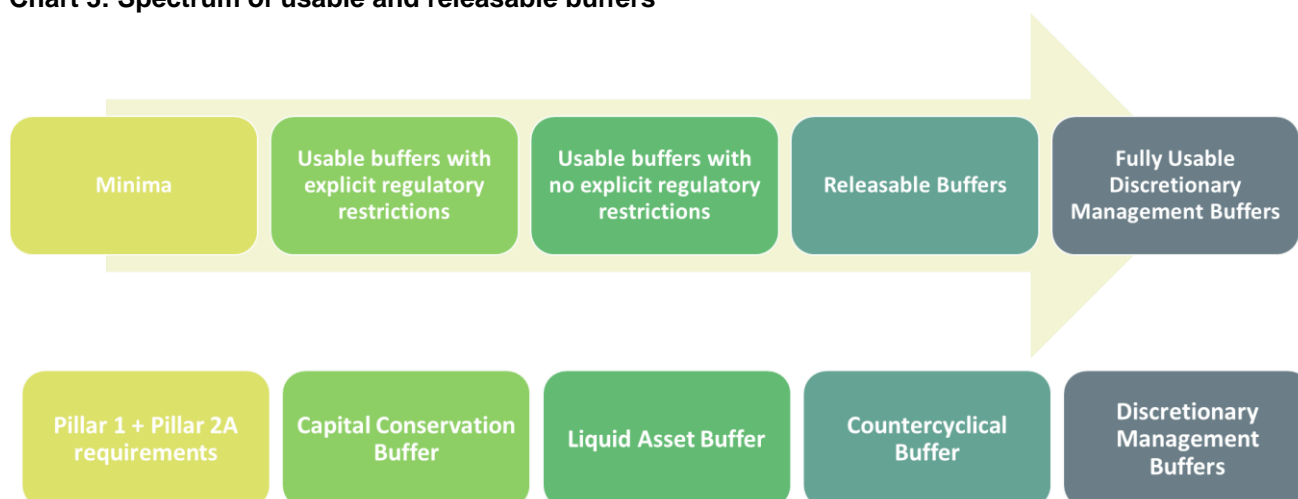 Chart 3: Spectrum of usable and releasable buffers
Minima
Usable buffers with
explicit regulatory
restrictions
Usable buffers with
no explicit regulatory
restrictions
Releasable Buffers
Fully Usable
Discretionary
Management Buffers
Pillar 1 + Pillar 2A
requirements
Capital Conservation
Buffer
Liquid Asset Buffer
Countercyclical
Buffer
Discretionary
Management
Buffers